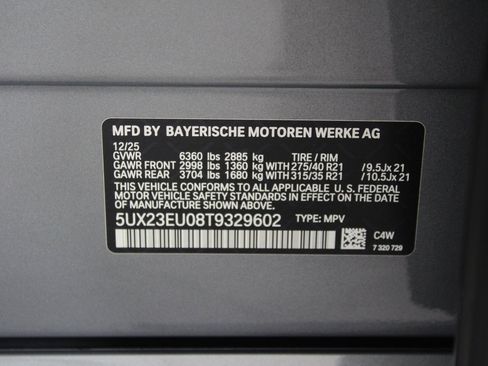 MFD BY BAYERISCHE MOTOREN WERKE AG
12/25
GVWR 6360 lbs 2885 kg TIRE / RIM
GAWR FRONT 2998 lbs 1360 kg WITH 275/40 R21 / 9.5Jx 21
GAWR REAR 3704 lbs 1680 kg WITH 315/35 R21 / 10.5Jx 21
THIS VEHICLE CONFORMS TO ALL APPLICABLE U. S. FEDERAL
MOTOR VEHICLE SAFETY STANDARDS IN EFFECT ON THE DATE OF
MANUFACTURE SHOWN ABOVE.
5UX23EU08T9329602 TYPE: MPV
C4W
7 320 729